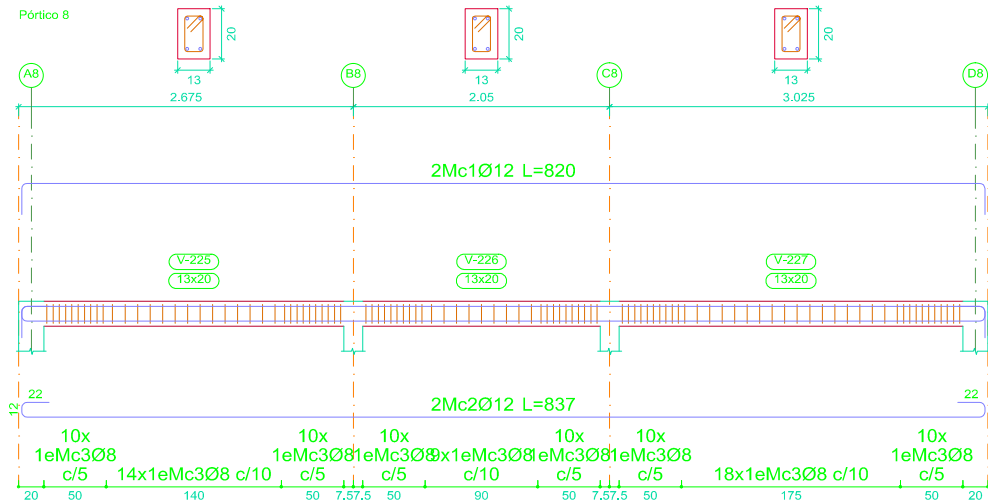 Pórtico 8
20
20
20
13
13
13
A8
B8
C8
D8
2.675
2.05
3.025
2Mc1Ø12 L=820
V-225
V-226
V-227
13x20
13x20
13x20
22
22
12
2Mc2Ø12 L=837
10x
1eMc3Ø8
c/5
14x1eMc3Ø8 c/10
10x
1eMc3Ø8
c/5
10x
1eMc3Ø8
c/5
9x1eMc3Ø8
c/10
10x
1eMc3Ø8
c/5
10x
1eMc3Ø8
c/5
18x1eMc3Ø8 c/10
10x
1eMc3Ø8
c/5
20
50
140
50
7.5
7.5
50
90
50
7.5
7.5
50
175
50
20